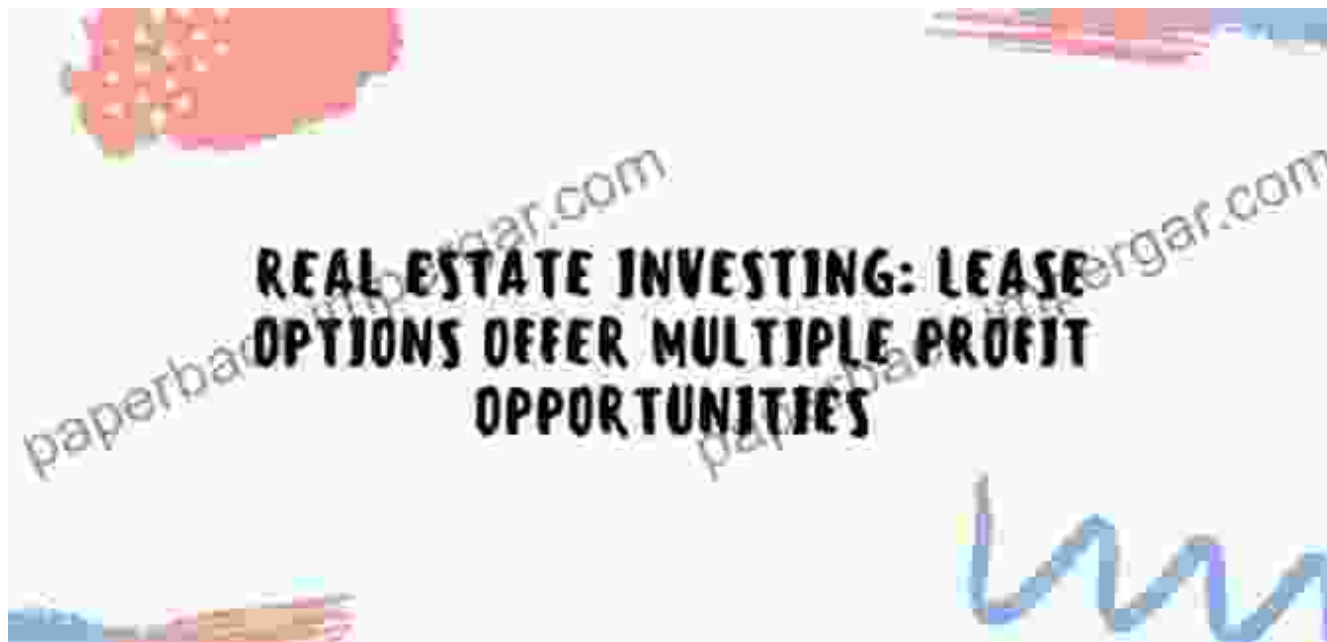 REAL ESTATE INVESTING: LEASE
OPTIONS OFFER MULTIPLE PROFIT
OPPORTUNITIES